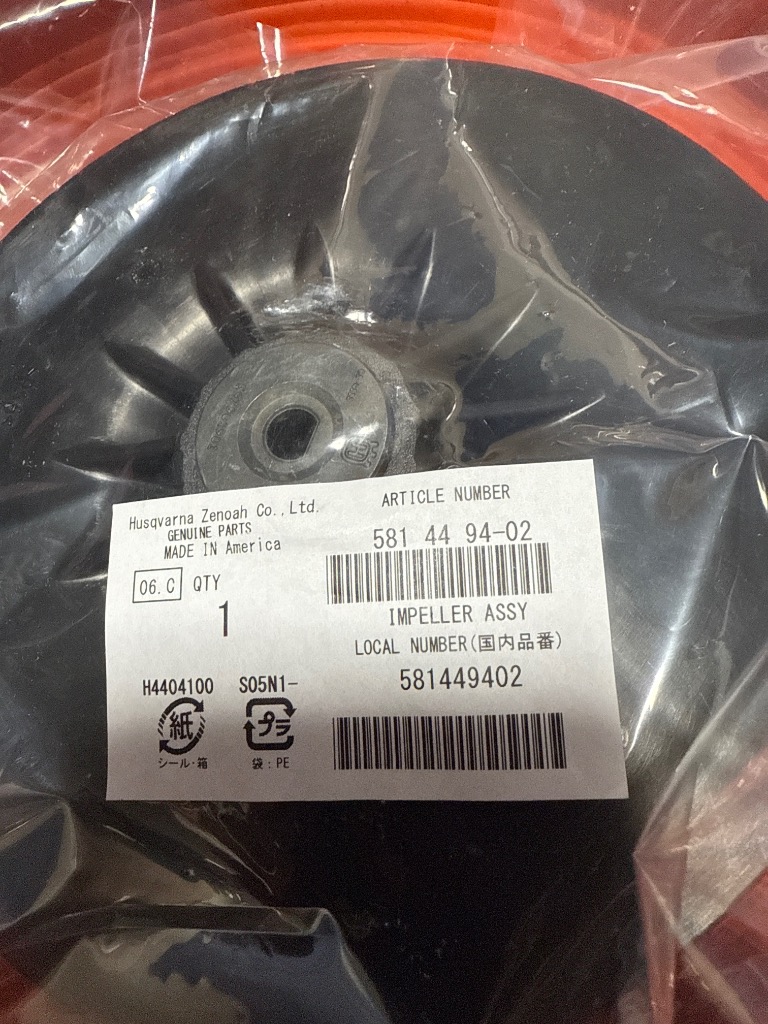 Husqvarna Zenoah Co.,Ltd.
GENUINE PARTS
MADE IN America
06.C QTY
1
ARTICLE NUMBER
581 44 94-02
IMPELLER ASSY
LOCAL NUMBER(国内品番)
581449402
H4404100 S05N1-
紙
シール・箱
プラ
袋：PE